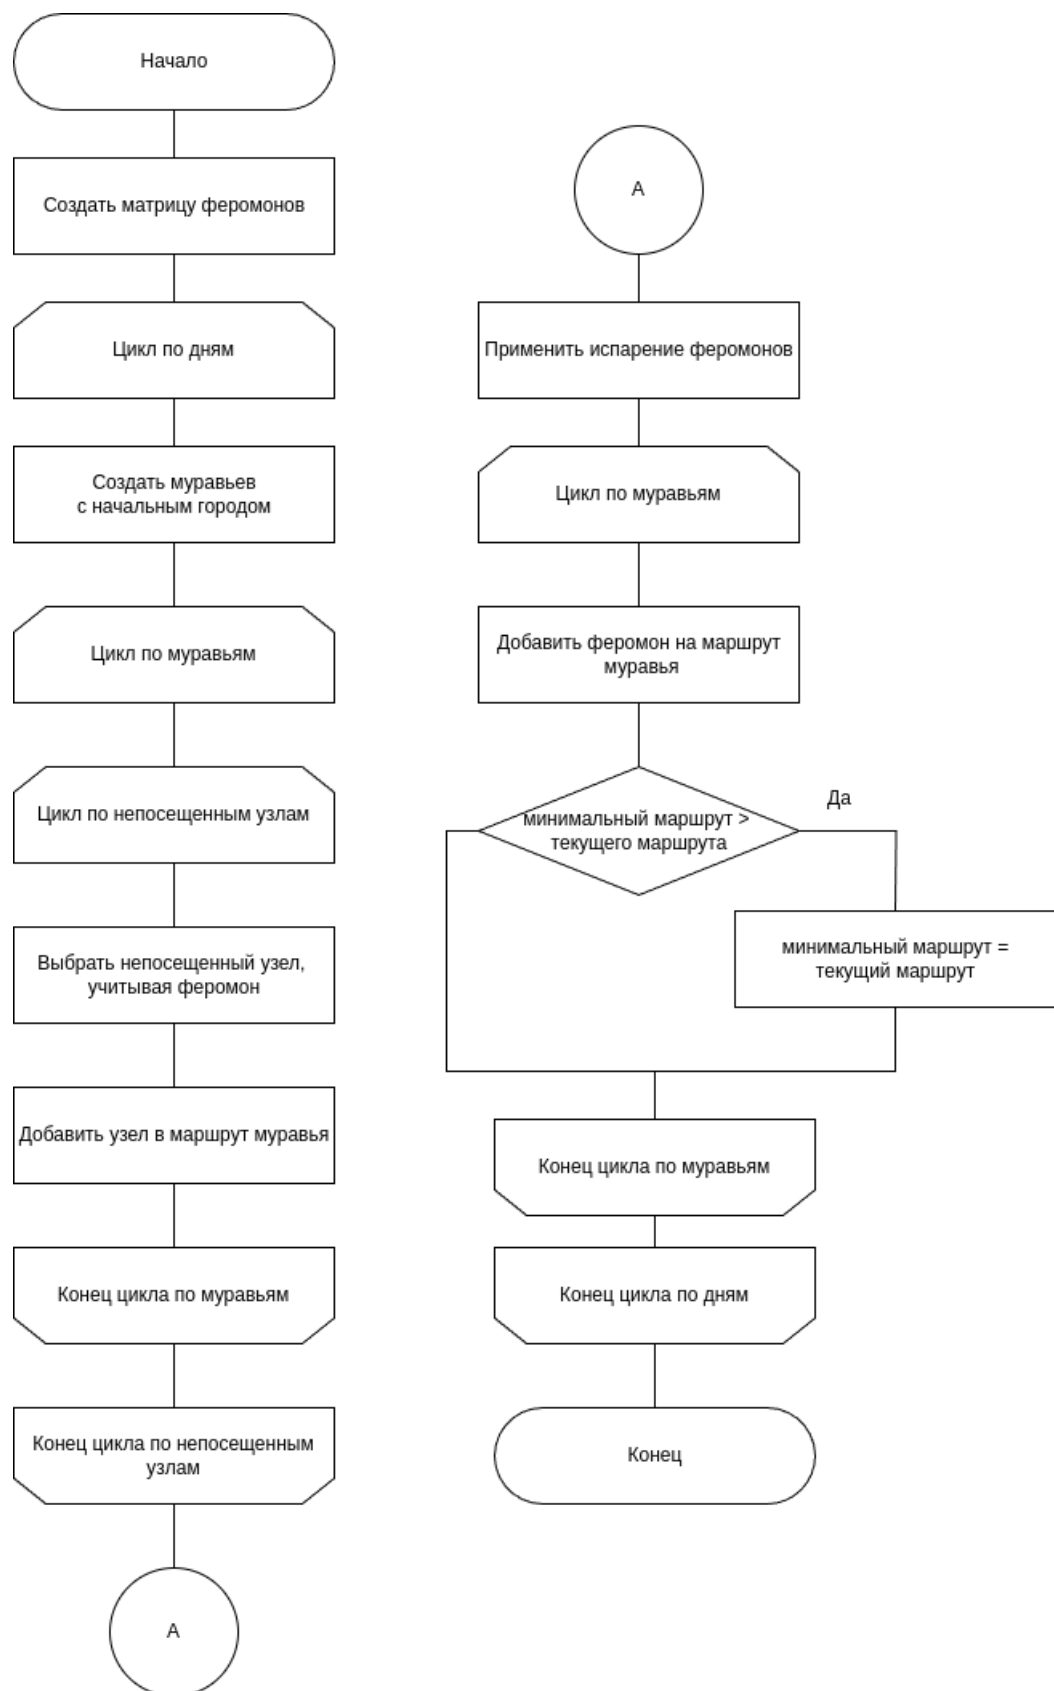 Начало
Создать матрицу феромонов
Цикл по дням
Создать муравьев
с начальным городом
Цикл по муравьям
Цикл по непосещенным узлам
Выбрать непосещенный узел,
учитывая феромон
Добавить узел в маршрут муравья
Конец цикла по муравьям
Конец цикла по непосещенным
узлам
А
А
Применить испарение феромонов
Цикл по муравьям
Добавить феромон на маршрут
муравья
минимальный маршрут >
текущего маршрута
Да
минимальный маршрут =
текущий маршрут
Конец цикла по муравьям
Конец цикла по дням
Конец